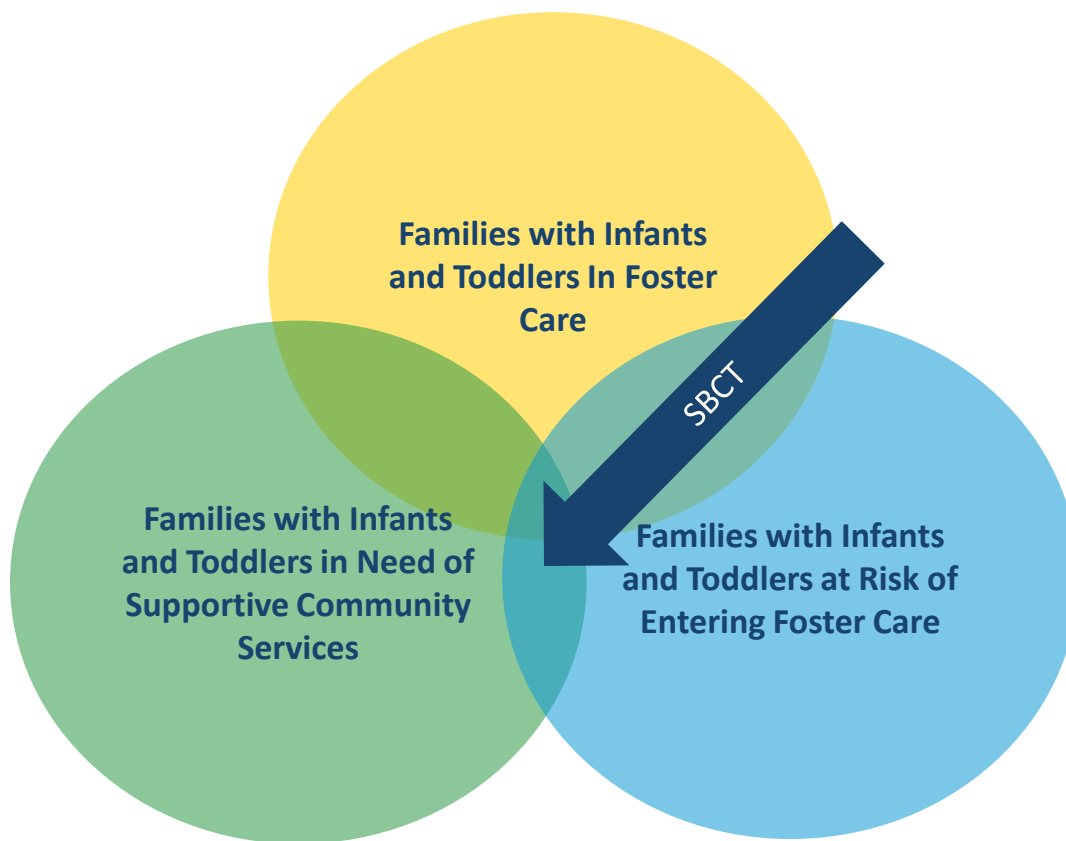 Families with Infants
and Toddlers In Foster
Care
SBCT
Families with Infants
and Toddlers in Need of
Supportive Community
Services
Families with Infants
and Toddlers at Risk of
Entering Foster Care